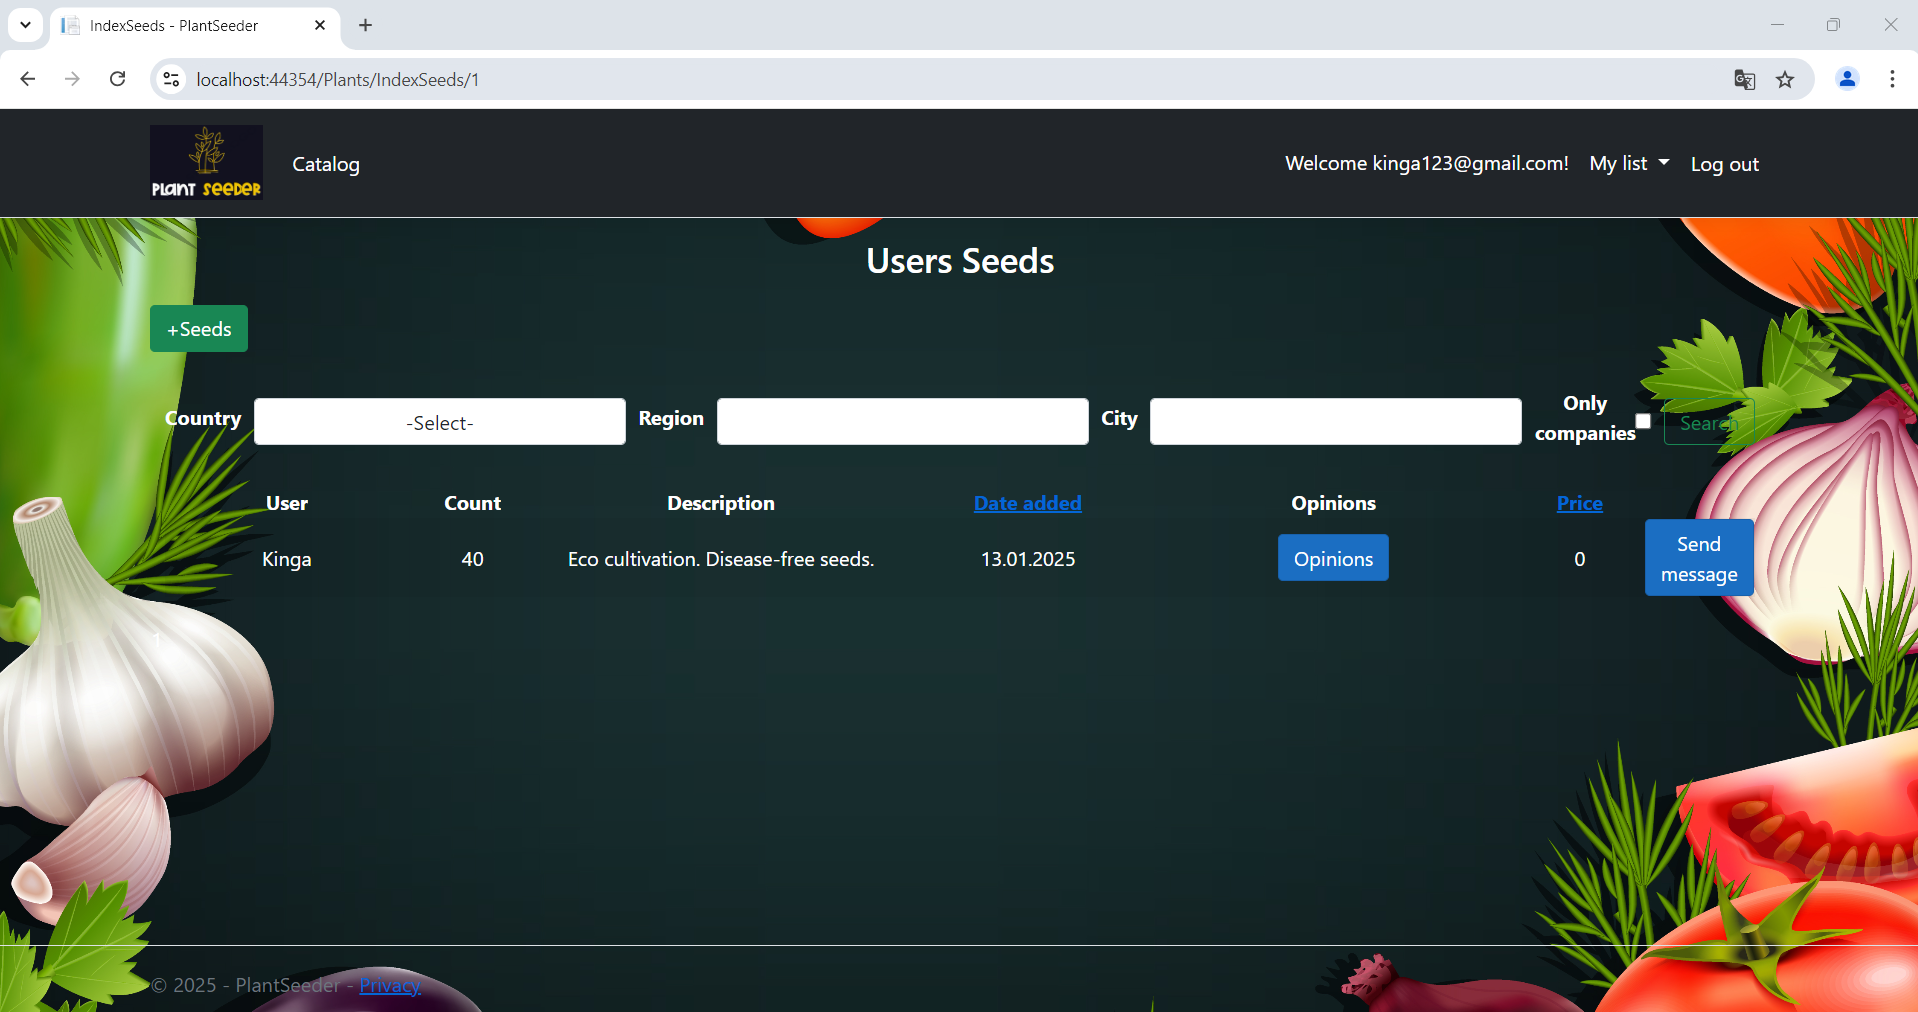 IndexSeeds - PlantSeeder
localhost:44354/Plants/IndexSeeds/1
PLANT SEEDER
Catalog
Welcome kinga123@gmail.com!
My list
Log out
Users Seeds
+Seeds
Country
-Select-
Region
City
Only
companies
Search
User Count Description Date added Opinions Price
Kinga 40 Eco cultivation. Disease-free seeds. 13.01.2025 Opinions 0 Send
message
1
© 2025 - PlantSeeder - Privacy